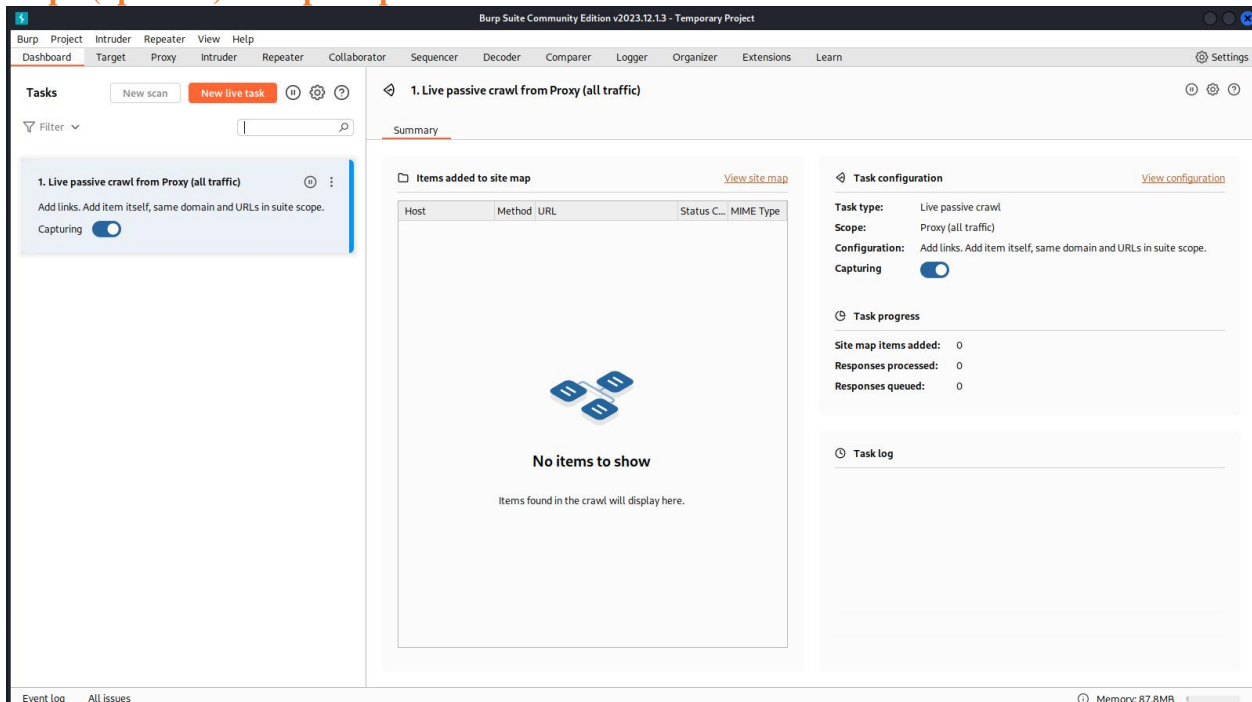 Burp Suite Community Edition v2023.12.1.3 - Temporary Project
Burp Project Intruder Repeater View Help
Dashboard Target Proxy Intruder Repeater Collaborator Sequencer Decoder Comparer Logger Organizer Extensions Learn Settings
Tasks New scan New live task
Filter
1. Live passive crawl from Proxy (all traffic)
Add links. Add item itself, same domain and URLs in suite scope.
Capturing
1. Live passive crawl from Proxy (all traffic)
Summary
Items added to site map View site map
Host Method URL Status C... MIME Type
No items to show
Items found in the crawl will display here.
Task configuration View configuration
Task type: Live passive crawl
Scope: Proxy (all traffic)
Configuration: Add links. Add item itself, same domain and URLs in suite scope.
Capturing
Task progress
Site map items added: 0
Responses processed: 0
Responses queued: 0
Task log
Event log All issues Memory: 87.8MB